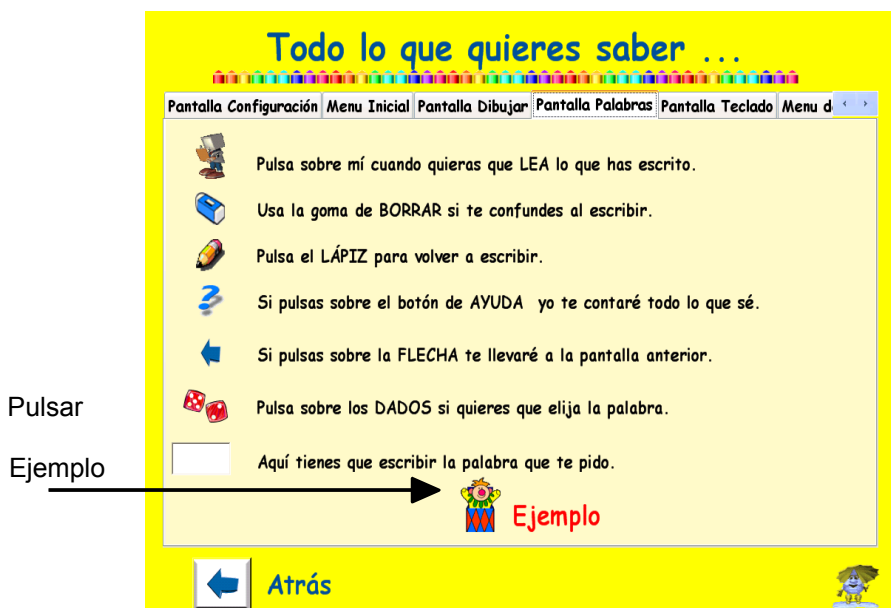 Todo lo que quieres saber ...
Pantalla Configuración Menu Inicial Pantalla Dibujar Pantalla Palabras Pantalla Teclado Menu d
Pulsa sobre mí cuando quieras que LEA lo que has escrito.
Usa la goma de BORRAR si te confundes al escribir.
Pulsa el LÁPIZ para volver a escribir.
Si pulsas sobre el botón de AYUDA yo te contaré todo lo que sé.
Si pulsas sobre la FLECHA te llevaré a la pantalla anterior.
Pulsar
Pulsa sobre los DADOS si quieres que elija la palabra.
Ejemplo
Aquí tienes que escribir la palabra que te pido.
Ejemplo
Atrás